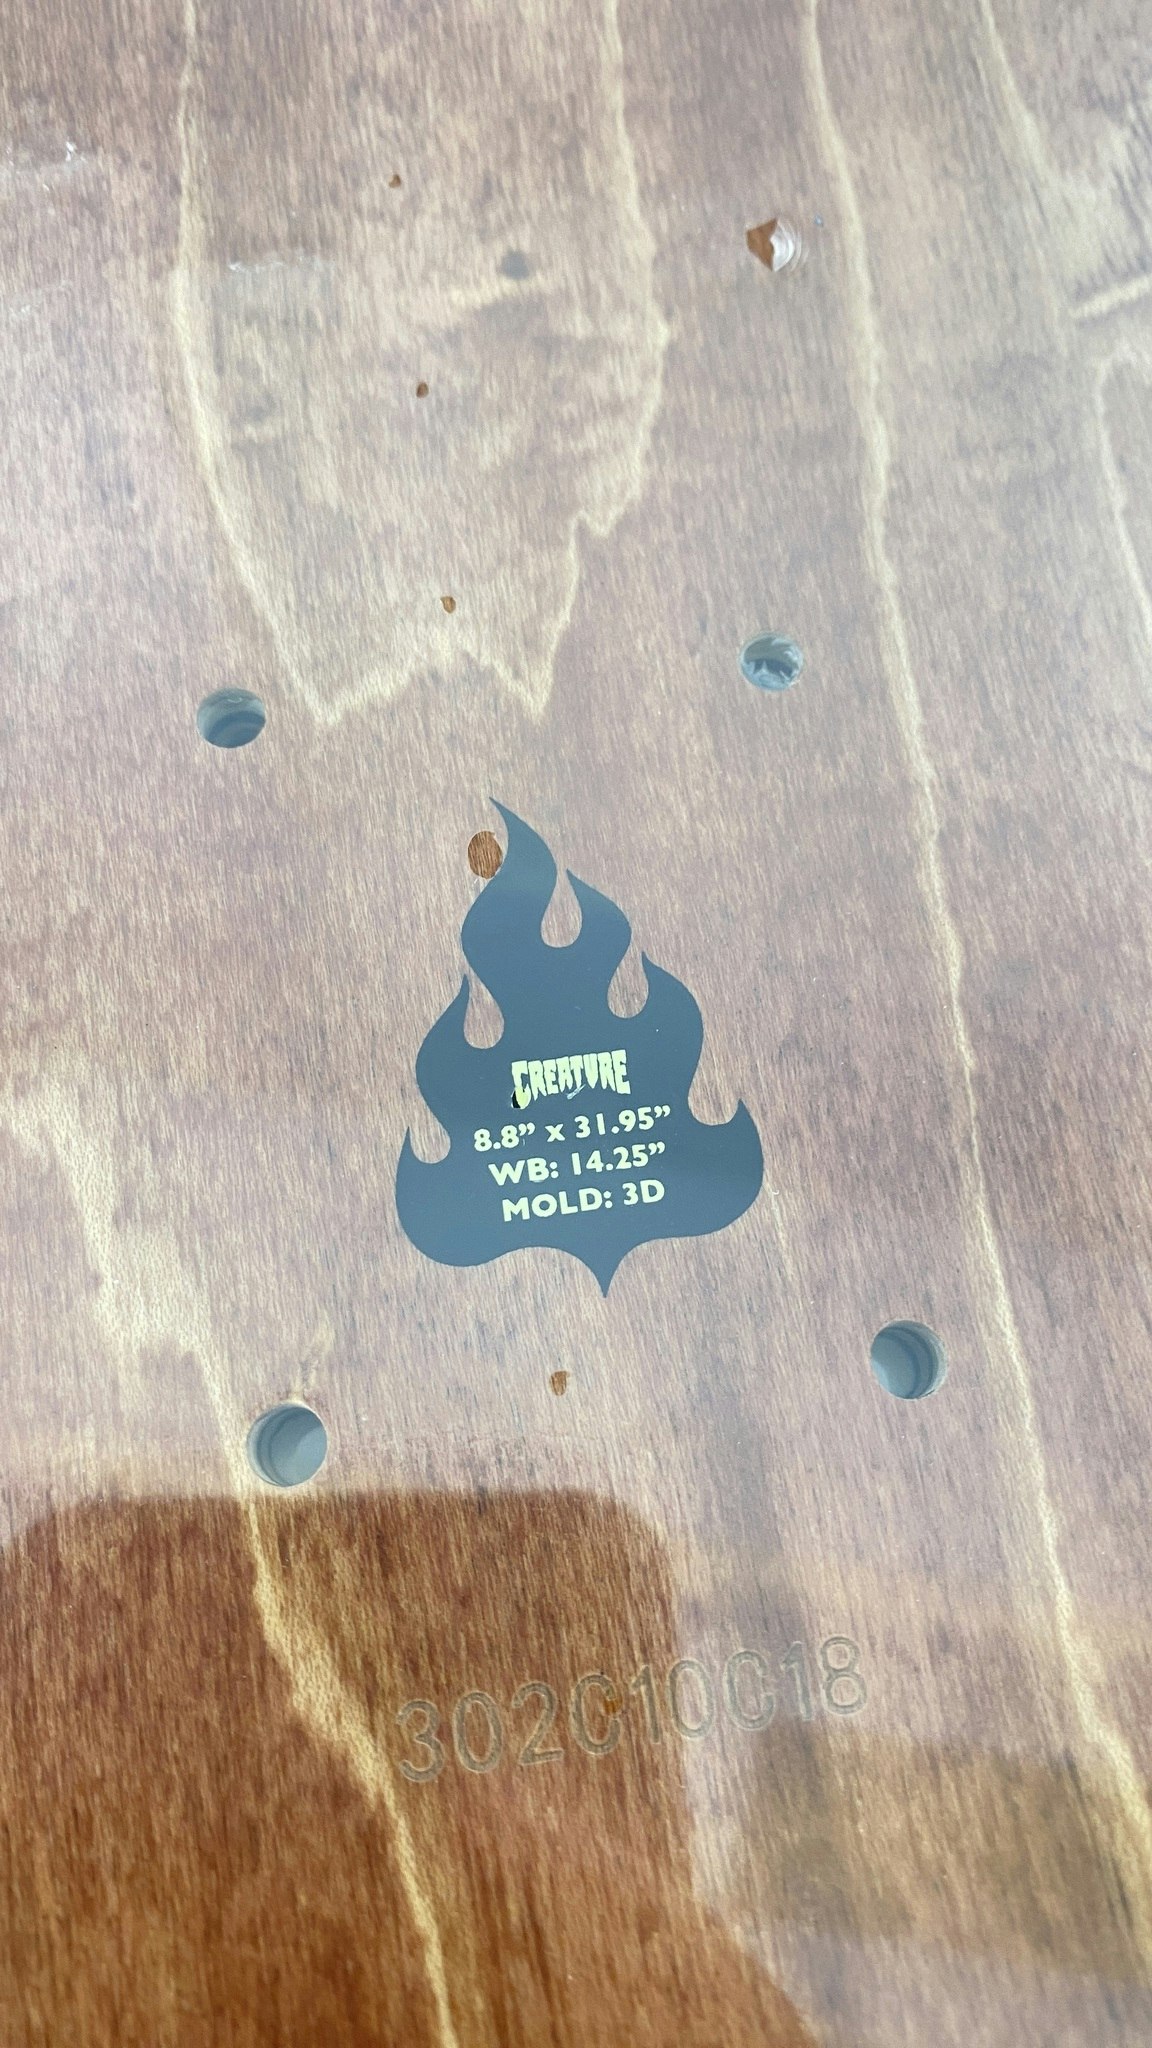 CREATURE
8.8” x 31.95”
WB: 14.25”
MOLD: 3D
302C10C18